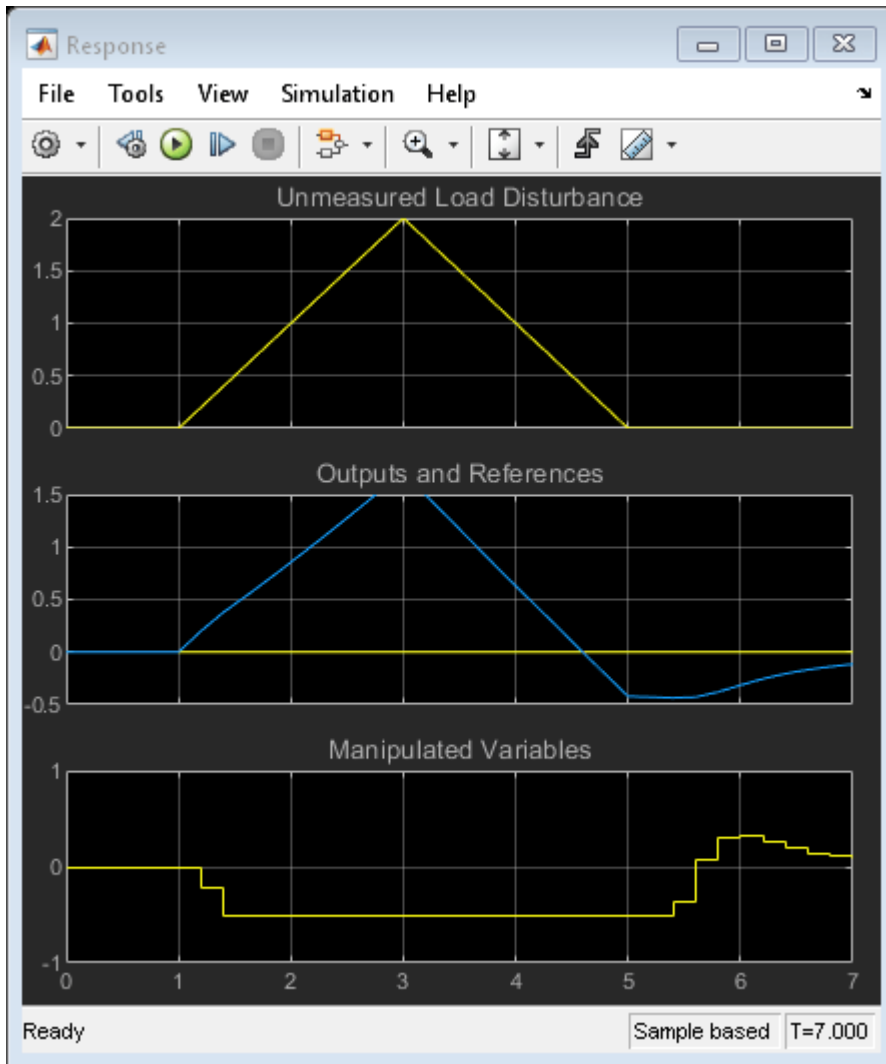 Response
File Tools View Simulation Help
Unmeasured Load Disturbance
2
1.5
1
0.5
0
Outputs and References
1.5
1
0.5
0
-0.5
Manipulated Variables
1
0
-1
0 1 2 3 4 5 6 7
Ready Sample based T=7.000